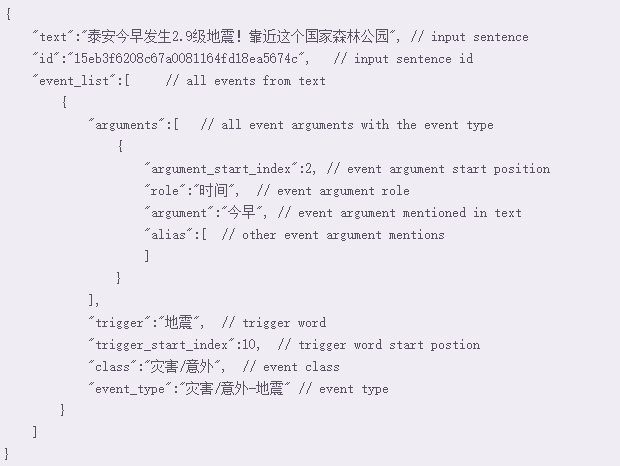 {
"text":"泰安今早发生2.9级地震！靠近这个国家森林公园", // input sentence
"id":"15eb3f6208c67a0081164fd18ea5674c", // input sentence id
"event_list":[ // all events from text
{
"arguments":[ // all event arguments with the event type
{
"argument_start_index":2, // event argument start position
"role":"时间", // event argument role
"argument":"今早", // event argument mentioned in text
"alias":[ // other event argument mentions
]
}
],
"trigger":"地震", // trigger word
"trigger_start_index":10, // trigger word start postion
"class":"灾害/意外", // event class
"event_type":"灾害/意外-地震" // event type
}
]
}